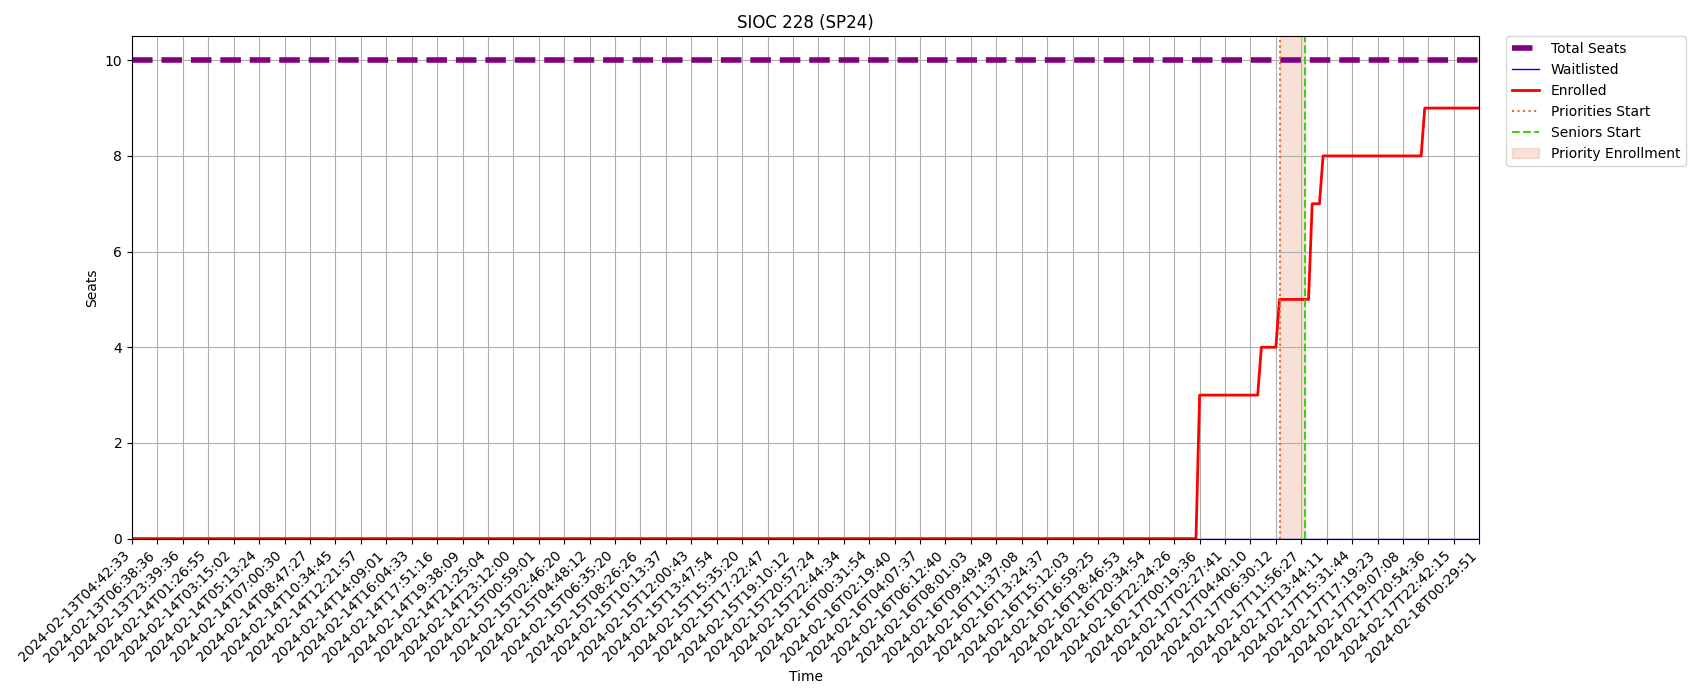 SIOC 228 (SP24)
Total Seats
Waitlisted
Enrolled
Priorities Start
Seniors Start
Priority Enrollment
Seats
10
8
6
4
2
0
2024-02-13T04:42:33
2024-02-13T06:38:36
2024-02-13T23:39:36
2024-02-14T01:26:55
2024-02-14T03:15:02
2024-02-14T05:13:24
2024-02-14T07:00:30
2024-02-14T08:47:27
2024-02-14T10:34:45
2024-02-14T12:21:57
2024-02-14T14:09:01
2024-02-14T16:04:33
2024-02-14T17:51:16
2024-02-14T19:38:09
2024-02-14T21:25:04
2024-02-14T23:12:00
2024-02-15T00:59:01
2024-02-15T02:46:20
2024-02-15T04:48:12
2024-02-15T06:35:20
2024-02-15T08:26:26
2024-02-15T10:13:37
2024-02-15T12:00:43
2024-02-15T13:47:54
2024-02-15T15:35:20
2024-02-15T17:22:47
2024-02-15T19:10:12
2024-02-15T20:57:24
2024-02-15T22:44:34
2024-02-16T00:31:54
2024-02-16T02:19:40
2024-02-16T04:07:37
2024-02-16T06:12:40
2024-02-16T08:01:03
2024-02-16T09:49:49
2024-02-16T11:37:08
2024-02-16T13:24:37
2024-02-16T15:12:03
2024-02-16T16:59:25
2024-02-16T18:46:53
2024-02-16T20:34:54
2024-02-16T22:24:26
2024-02-17T00:19:36
2024-02-17T02:27:41
2024-02-17T04:40:10
2024-02-17T06:30:12
2024-02-17T11:56:27
2024-02-17T13:44:11
2024-02-17T15:31:44
2024-02-17T17:19:23
2024-02-17T19:07:08
2024-02-17T20:54:36
2024-02-17T22:42:15
2024-02-18T00:29:51
Time